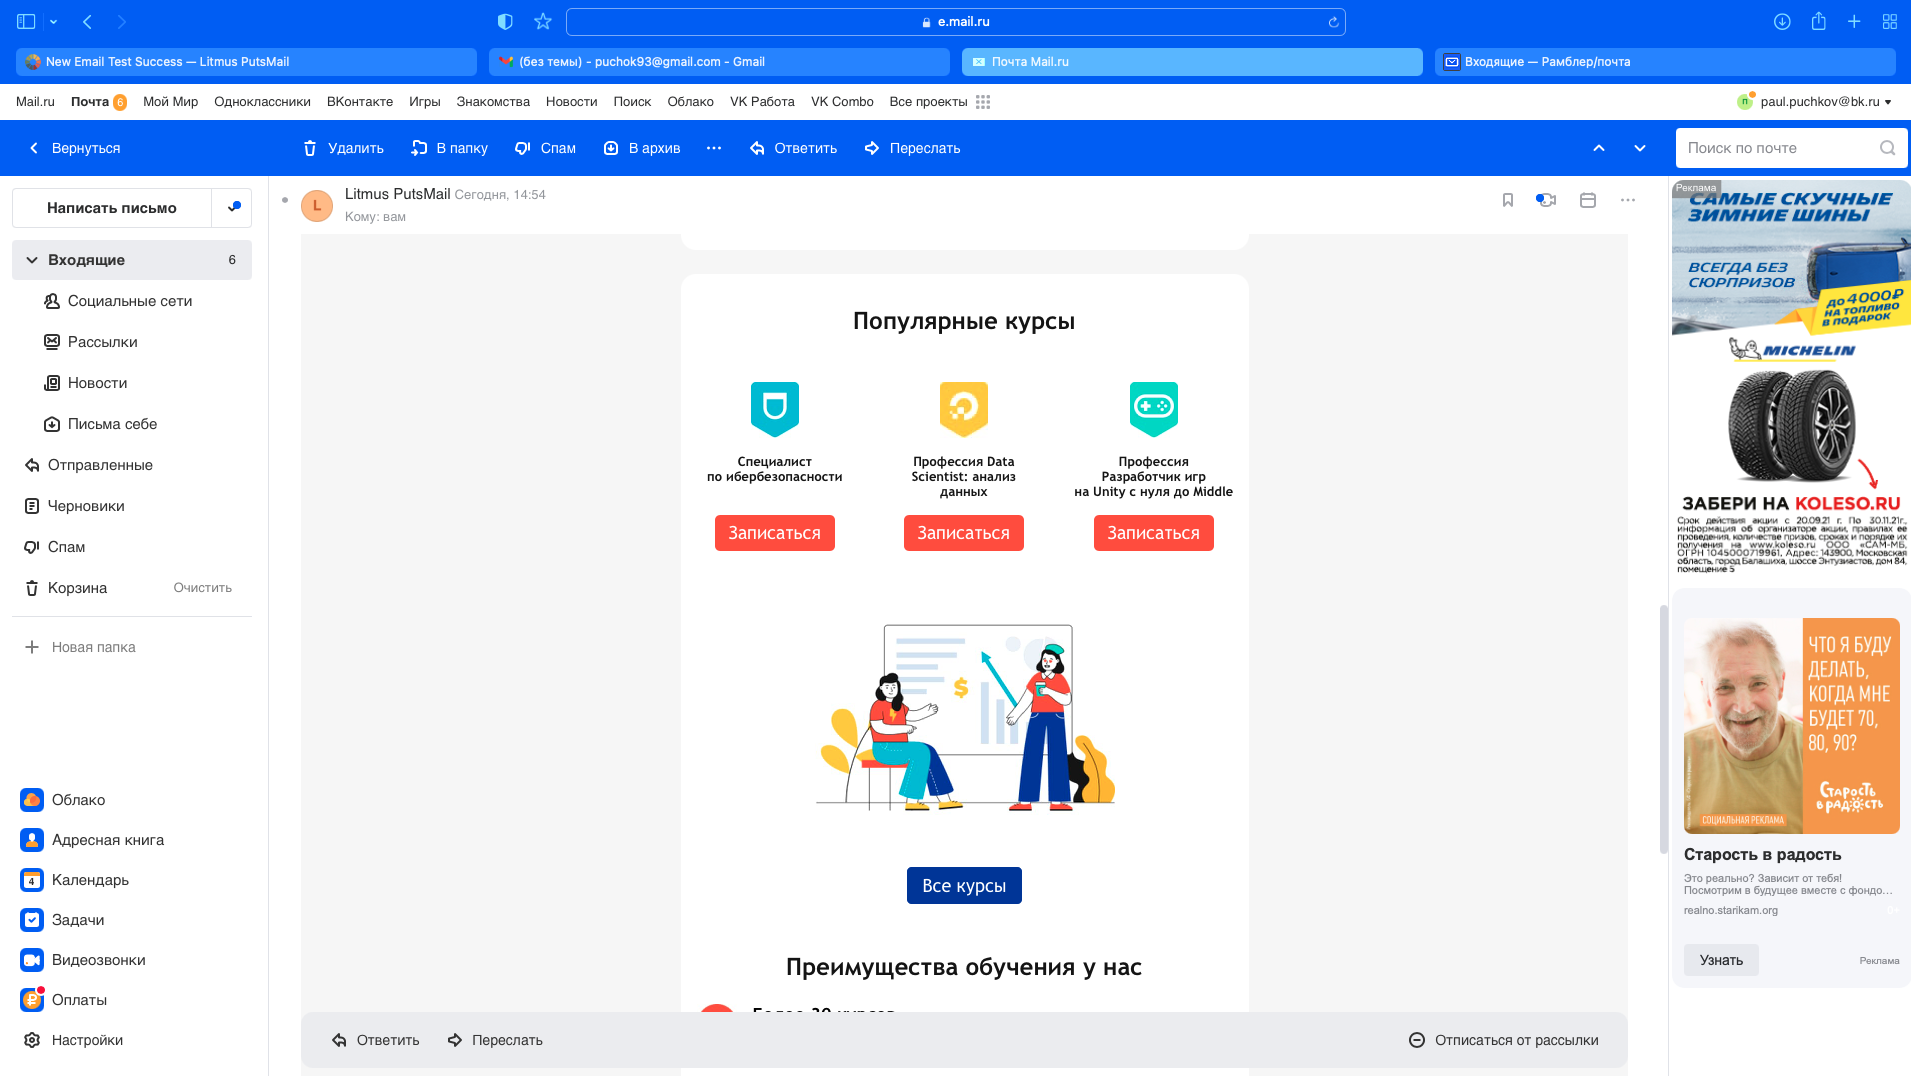 e.mail.ru
New Email Test Success — Litmus PutsMail
(без темы) - puchok93@gmail.com - Gmail
Почта Mail.ru
Входящие — Рамблер/почта
Mail.ru Почта 6 Мой Мир Одноклассники ВКонтакте Игры Знакомства Новости Поиск Облако VK Работа VK Combo Все проекты
П paul.puchkov@bk.ru
Вернуться
Удалить В папку Спам В архив Ответить Переслать
Поиск по почте
Написать письмо
Входящие 6
Социальные сети
Рассылки
Новости
Письма себе
Отправленные
Черновики
Спам
Корзина Очистить
Новая папка
Облако
Адресная книга
4 Календарь
Задачи
Видеозвонки
Оплаты
Настройки
L
Litmus PutsMail Сегодня, 14:54
Кому: вам
Популярные курсы
Специалист
по ибербезопасности
Записаться
Профессия Data
Scientist: анализ
данных
Записаться
Профессия
Разработчик игр
на Unity с нуля до Middle
Записаться
$
Все курсы
Преимущества обучения у нас
Более 30 курсов
Ответить Переслать
Отписаться от рассылки
Реклама
САМЫЕ СКУЧНЫЕ
ЗИМНИЕ ШИНЫ
ВСЕГДА БЕЗ
СЮРПРИЗОВ
ДО 4000₽
НА ТОПЛИВО
В ПОДАРОК
MICHELIN
ЗАБЕРИ НА KOLESO.RU
Срок действия акции с 20.09.21 г. По 30.11.21г.,
информация об организаторе акции, правилах ее
проведения, количестве призов, сроках и порядке их
получения на www.koleso.ru ООО «САМ-МБ,
ОГРН 1045000719961, Адрес: 143900, Московская
область, город Балашиха, шоссе Энтузиастов, дом 84,
помещение 5
ЧТО Я БУДУ
ДЕЛАТЬ,
КОГДА МНЕ
БУДЕТ 70,
80, 90?
Старость
в радость
СОЦИАЛЬНАЯ РЕКЛАМА
Старость в радость
Это реально? Зависит от тебя!
Посмотрим в будущее вместе с фондо...
realno.starikam.org
Узнать
Реклама